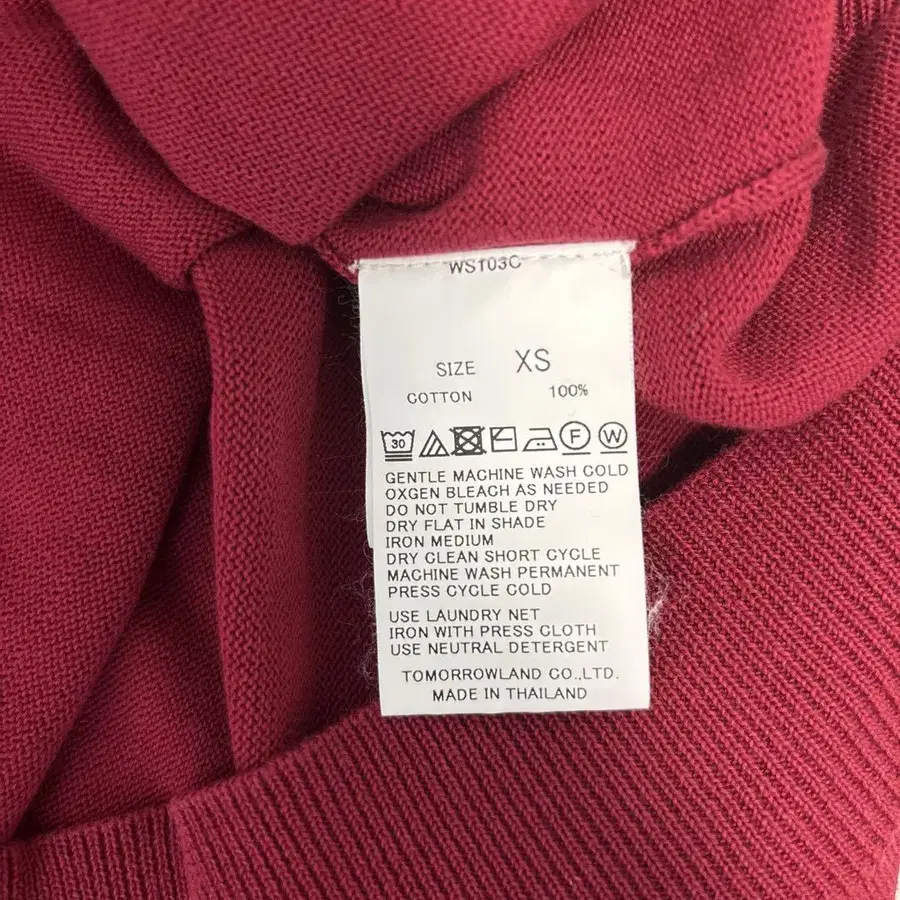 WS103C
SIZE XS
COTTON 100%
30 F W
GENTLE MACHINE WASH COLD
OXGEN BLEACH AS NEEDED
DO NOT TUMBLE DRY
DRY FLAT IN SHADE
IRON MEDIUM
DRY CLEAN SHORT CYCLE
MACHINE WASH PERMANENT
PRESS CYCLE COLD
USE LAUNDRY NET
IRON WITH PRESS CLOTH
USE NEUTRAL DETERGENT
TOMORROWLAND CO.,LTD.
MADE IN THAILAND